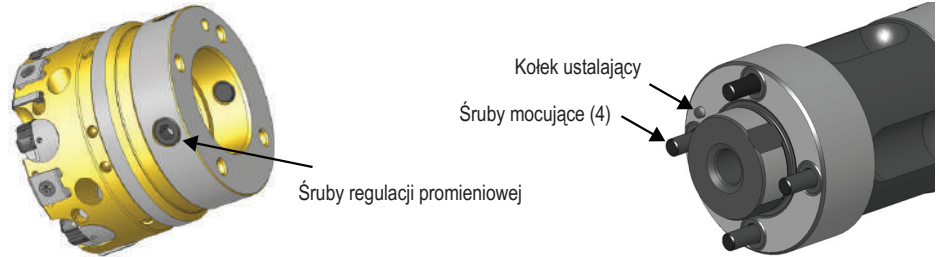 Kołek ustalający
Śruby mocujące (4)
Śruby regulacji promieniowej